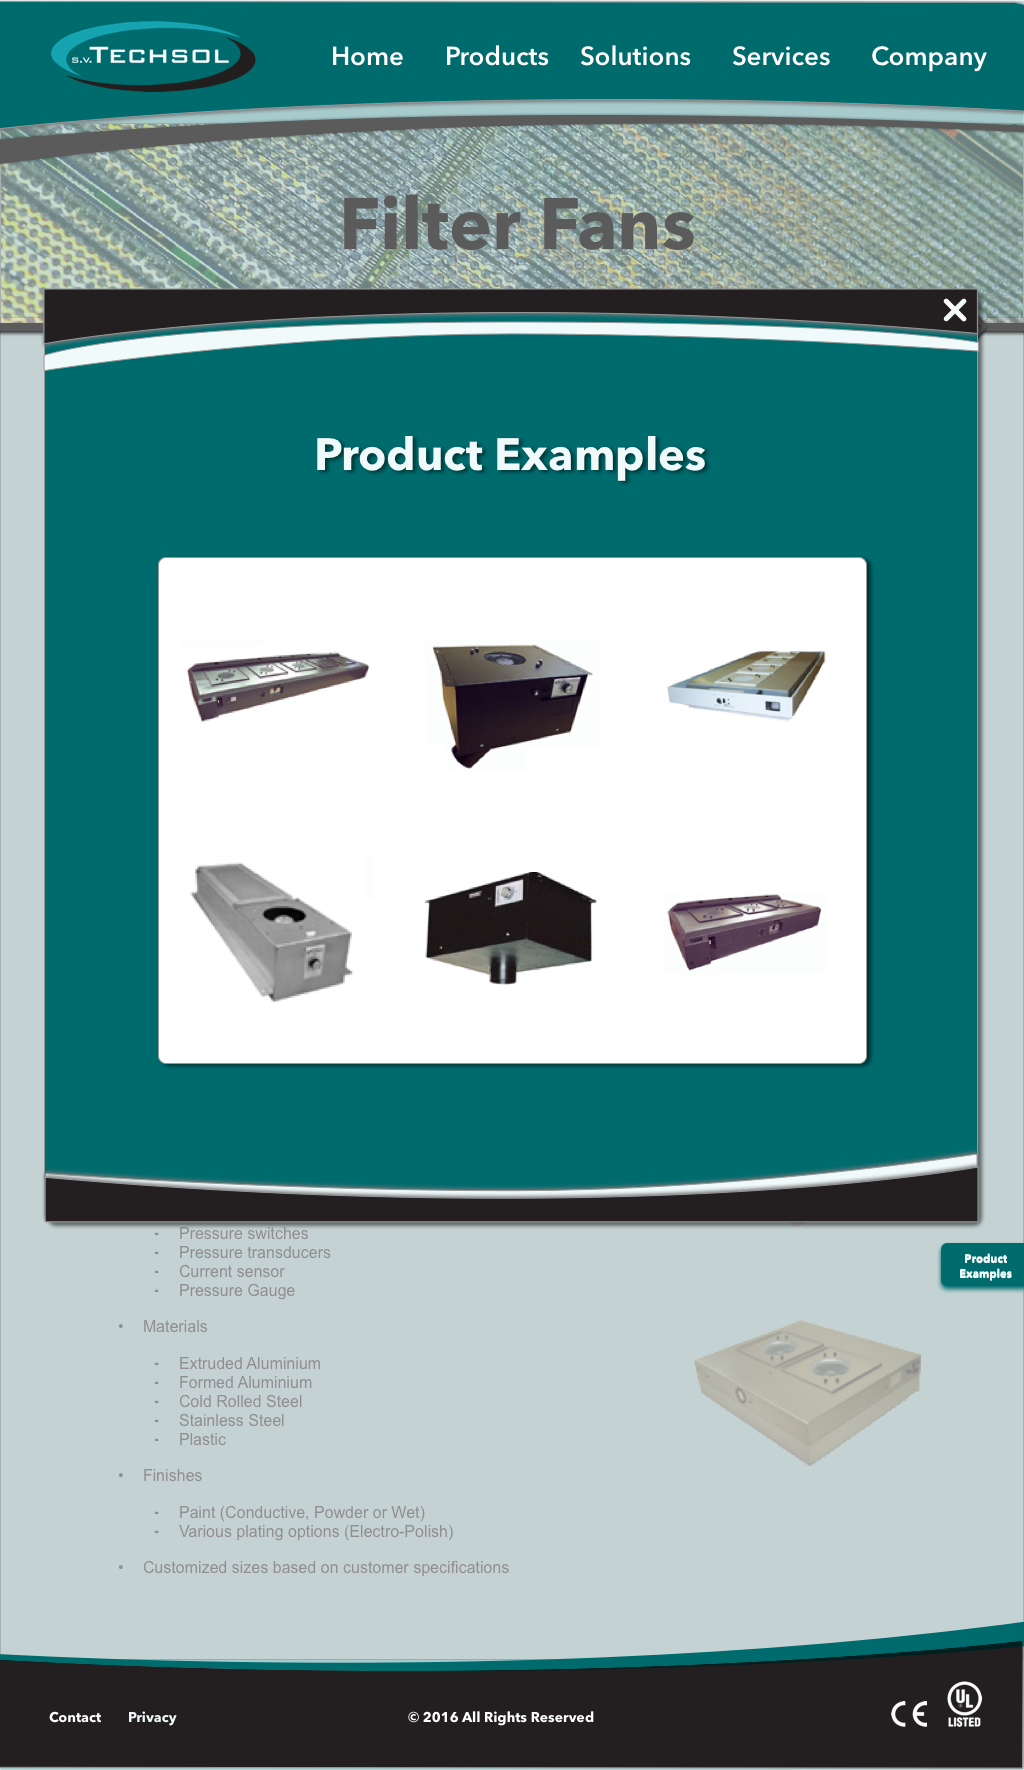 S.V. TECHSOL
Home Products Solutions Services Company
Filter Fans
Product Examples
- Pressure switches
- Pressure transducers
- Current sensor
- Pressure Gauge
Product
Examples
• Materials
- Extruded Aluminium
- Formed Aluminium
- Cold Rolled Steel
- Stainless Steel
- Plastic
• Finishes
- Paint (Conductive, Powder or Wet)
- Various plating options (Electro-Polish)
• Customized sizes based on customer specifications
Contact Privacy © 2016 All Rights Reserved CE UL
LISTED